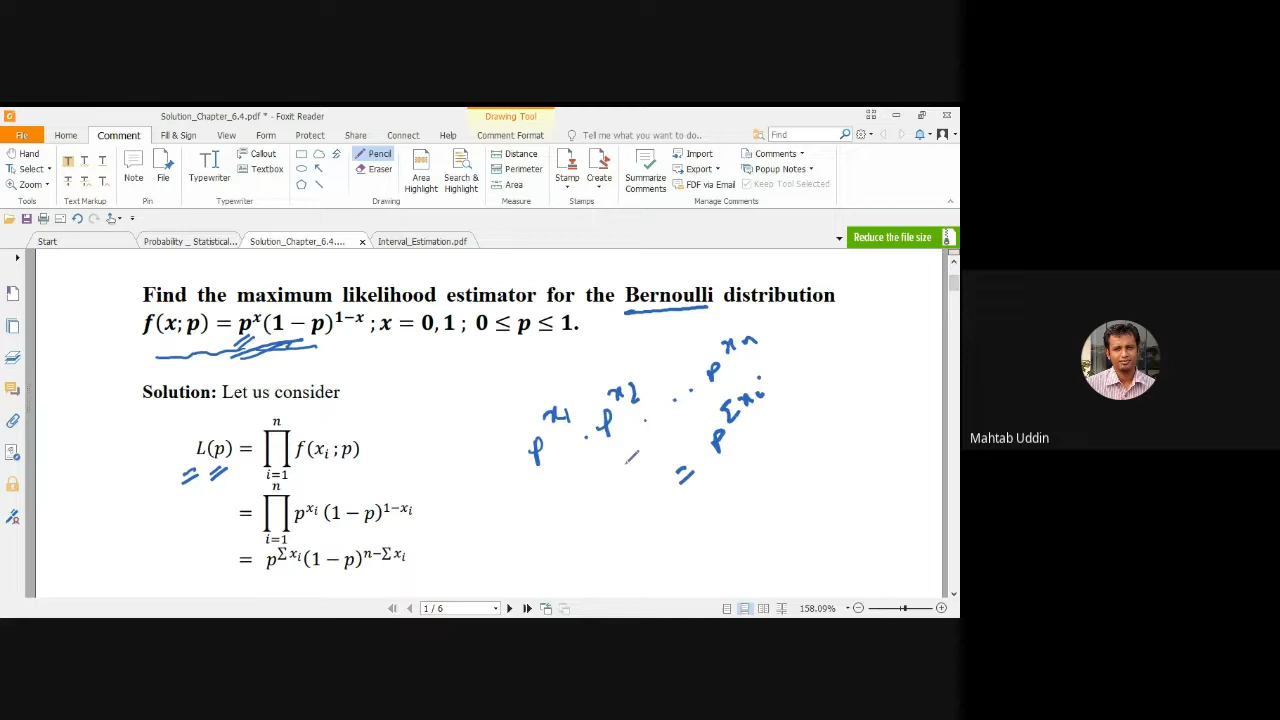 Solution_Chapter_6.4.pdf * - Foxit Reader
Drawing Tool
File Home Comment Fill & Sign View Form Protect Share Connect Help Comment Format Tell me what you want to do.. Find
Hand Select Zoom
Tools
Text Markup
Note File
Pin
Typewriter Callout Textbox
Typewriter
Pencil Eraser Area Highlight Search & Highlight
Drawing
Distance Perimeter Area
Measure
Stamp Create
Stamps
Summarize Comments Import Export FDF via Email Comments Popup Notes Keep Tool Selected
Manage Comments
Start Probability _ Statistical... Solution_Chapter_6.4.... Interval_Estimation.pdf Reduce the file size
Find the maximum likelihood estimator for the Bernoulli distribution
f(x; p) = p^x(1 − p)^{1−x} ; x = 0, 1 ; 0 ≤ p ≤ 1.
Solution: Let us consider
L(p) = ∏_{i=1}^{n} f(x_i ; p)
= ∏_{i=1}^{n} p^{x_i} (1 − p)^{1−x_i}
= p^{∑ x_i}(1 − p)^{n−∑ x_i}
p^{x1} . p^{x2} . . . p^{xn}
= p^{Σxi}
1 / 6
158.09%
Mahtab Uddin